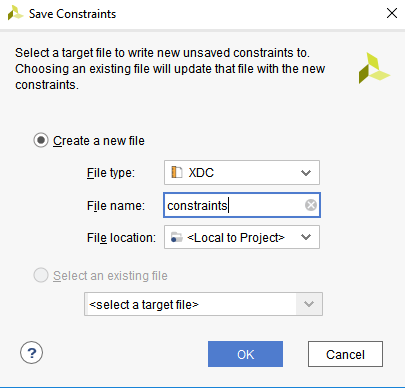 Save Constraints
Select a target file to write new unsaved constraints to.
Choosing an existing file will update that file with the new
constraints.
Create a new file
File type: XDC
File name: constraints
File location: <Local to Project>
Select an existing file
<select a target file>
? OK Cancel